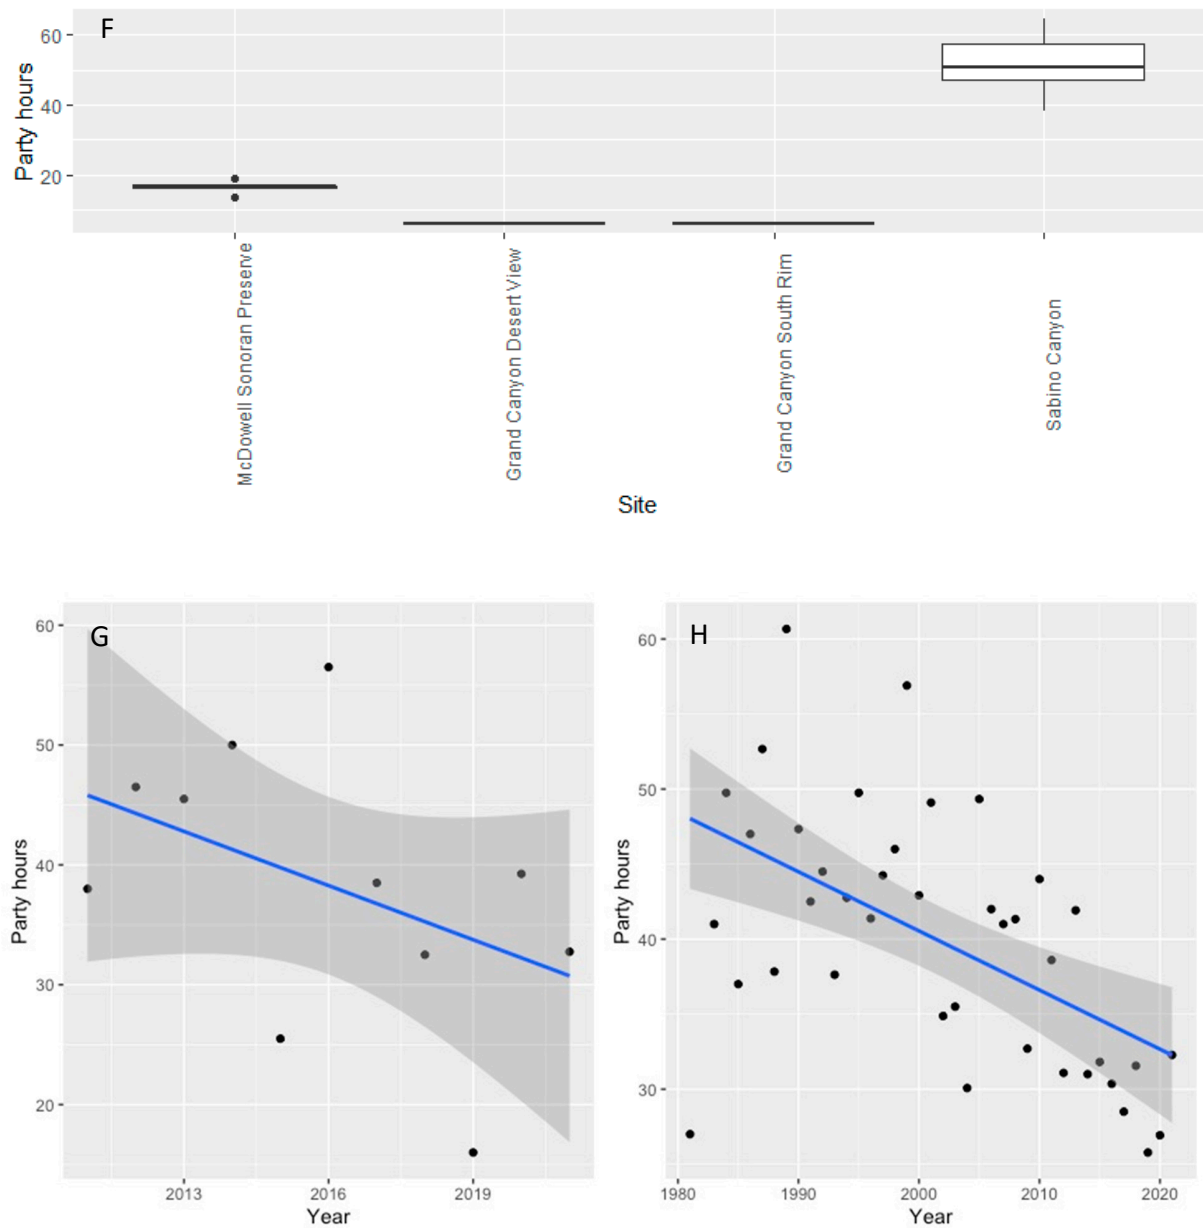 F
60
40
20
Party hours
McDowell Sonoran Preserve
Grand Canyon Desert View
Grand Canyon South Rim
Sabino Canyon
Site
G
60
50
40
30
20
Party hours
2013
2016
2019
Year
H
60
50
40
30
Party hours
1980
1990
2000
2010
2020
Year